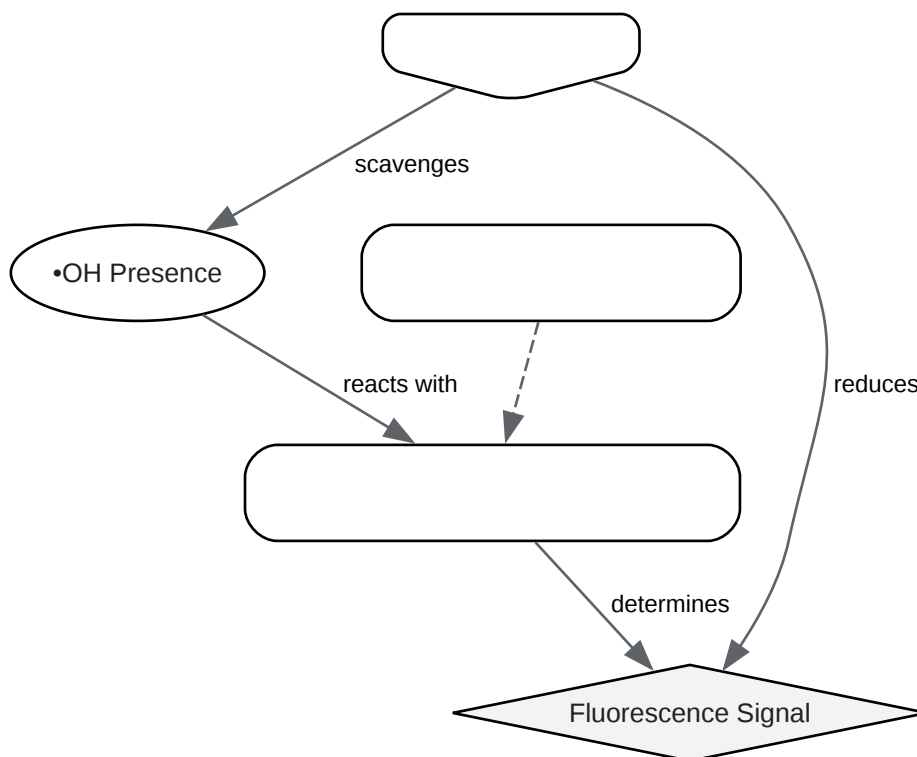 scavenges
•OH Presence
reacts with
reduces
determines
Fluorescence Signal